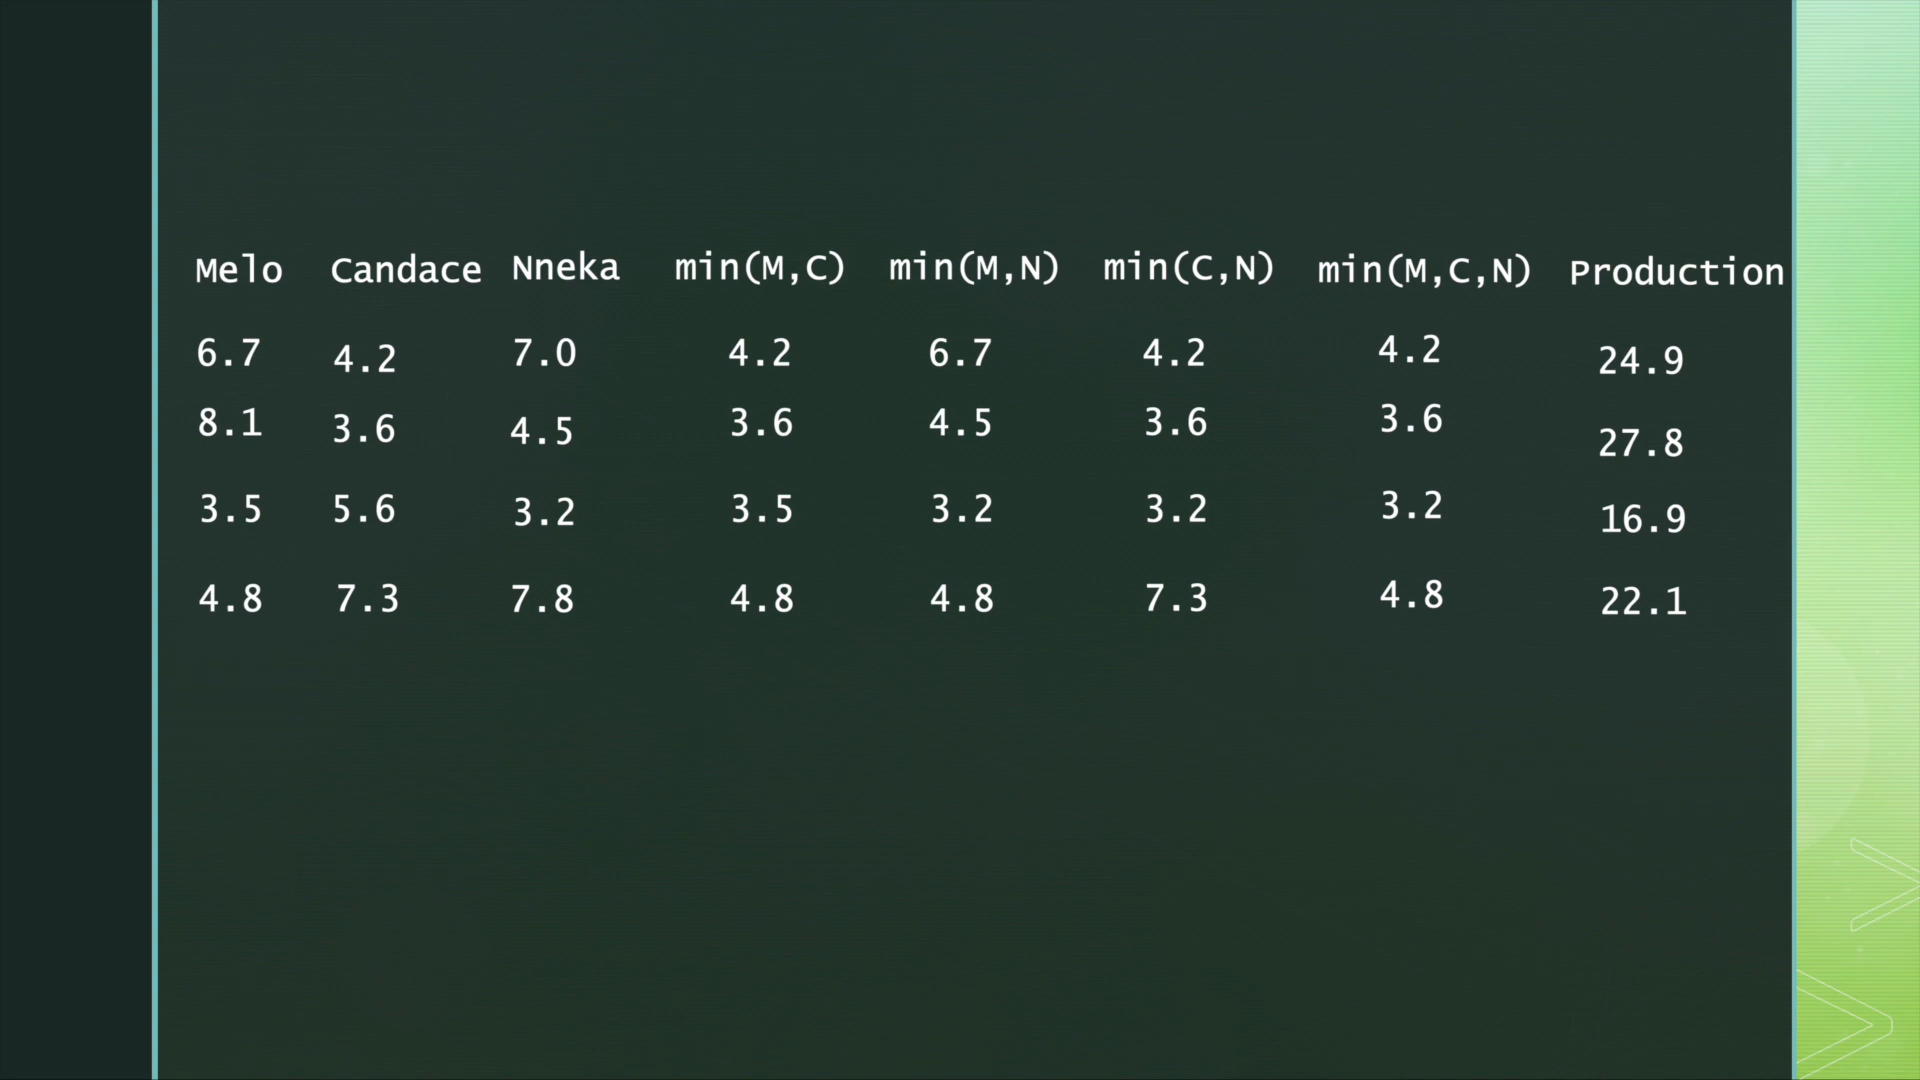 Melo Candace Nneka min(M,C) min(M,N) min(C,N) min(M,C,N) Production
6.7 4.2 7.0 4.2 6.7 4.2 4.2 24.9
8.1 3.6 4.5 3.6 4.5 3.6 3.6 27.8
3.5 5.6 3.2 3.5 3.2 3.2 3.2 16.9
4.8 7.3 7.8 4.8 4.8 7.3 4.8 22.1